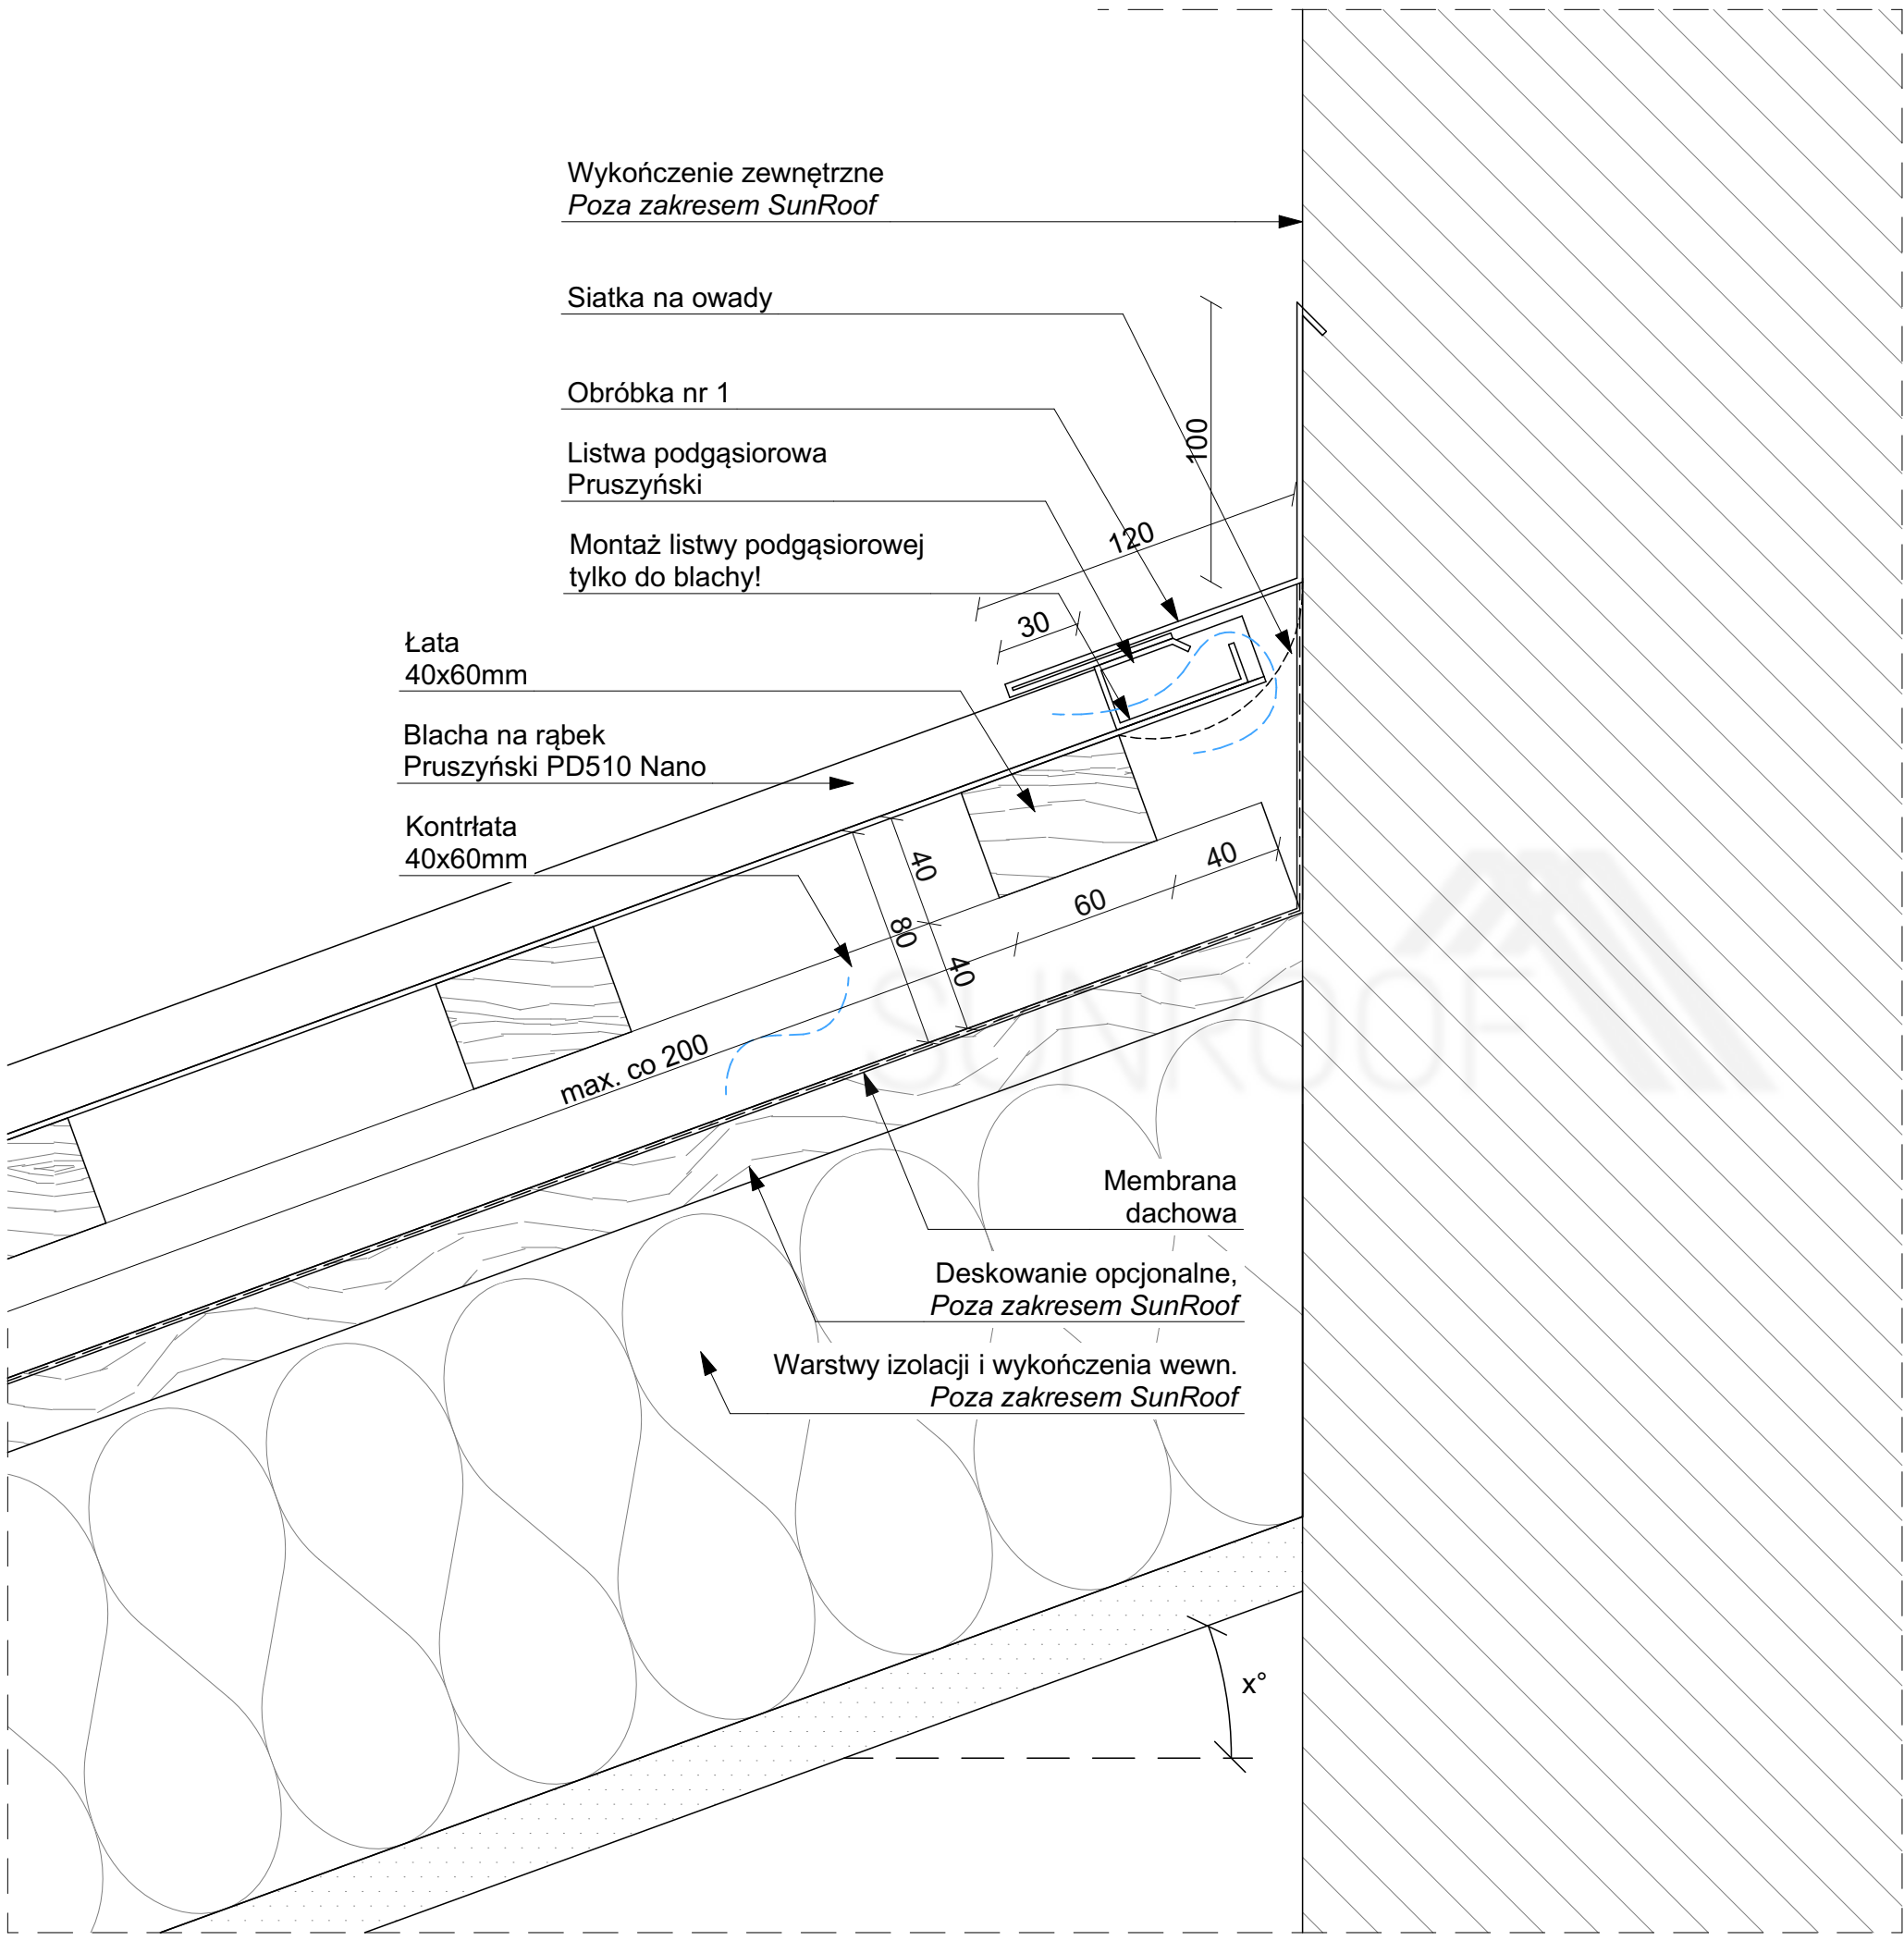 Wykończenie zewnętrzne
Poza zakresem SunRoof
Siatka na owady
Obróbka nr 1
Listwa podgąsiorowa
Pruszyński
Montaż listwy podgąsiorowej
tylko do blachy!
Łata
40x60mm
Blacha na rąbek
Pruszyński PD510 Nano
Kontrłata
40x60mm
100
120
30
40
80
40
60
40
max. co 200
SUNROOF
Membrana
dachowa
Deskowanie opcjonalne,
Poza zakresem SunRoof
Warstwy izolacji i wykończenia wewn.
Poza zakresem SunRoof
x°